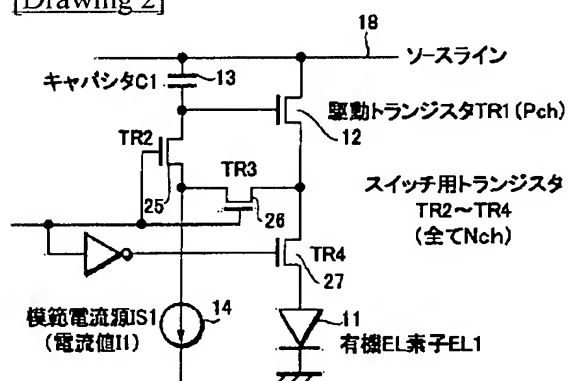 [Drawing 2]
18
ソースライン
キャパシタC1
13
駆動トランジスタTR1(Pch)
12
TR2
25
TR3
26
スイッチ用トランジスタ
TR2~TR4
(全てNch)
TR4
27
模範電流源IS1
(電流値I1)
14
11
有機EL素子EL1